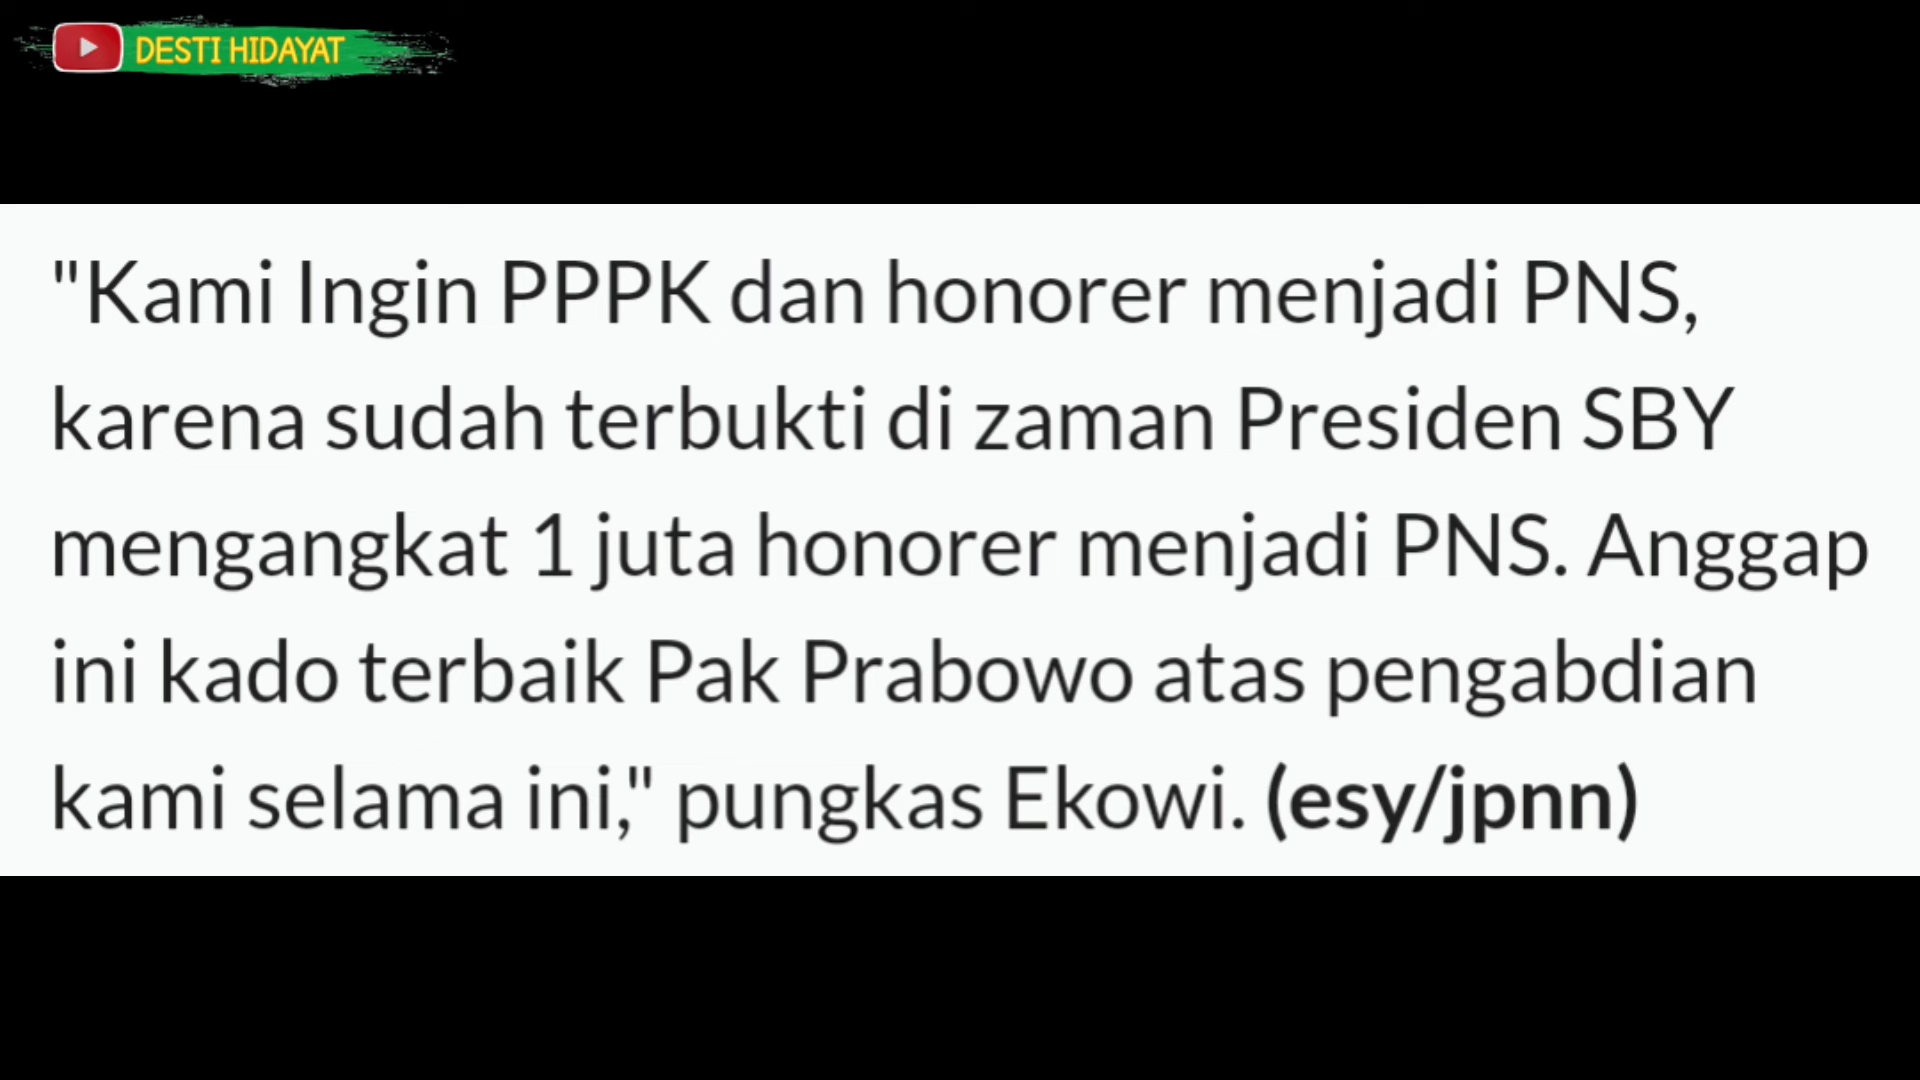 DESTI HIDAYAT
"Kami Ingin PPPK dan honorer menjadi PNS,
karena sudah terbukti di zaman Presiden SBY
mengangkat 1 juta honorer menjadi PNS. Anggap
ini kado terbaik Pak Prabowo atas pengabdian
kami selama ini," pungkas Ekowi. (esy/jpnn)